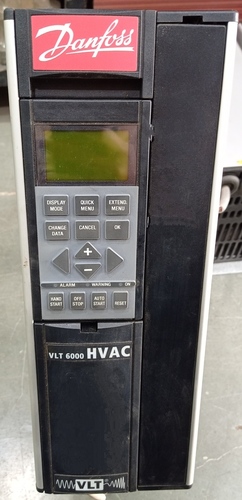 Danfoss
DISPLAY MODE
QUICK MENU
EXTEND. MENU
CHANGE DATA
CANCEL
OK
+
−
ALARM
WARNING
ON
HAND START
OFF STOP
AUTO START
RESET
VLT 6000 HVAC
VLT